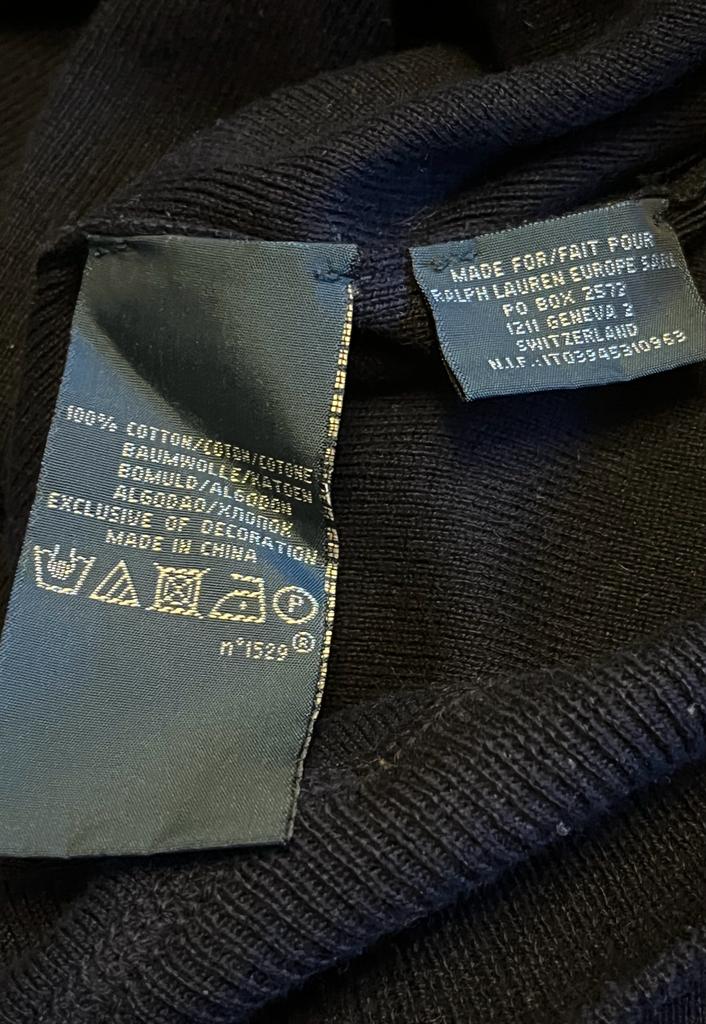 100% COTTON/COTON/COTONE
BAUMWOLLE/KATOEN
BOMULD/ALGODON
ALGODAO/ХЛОПОК
EXCLUSIVE OF DECORATION
MADE IN CHINA
P
n°1529®
MADE FOR/FAIT POUR
RALPH LAUREN EUROPE SARL
PO BOX 2572
1211 GENEVA 2
SWITZERLAND
N.I.F.:IT03945310963